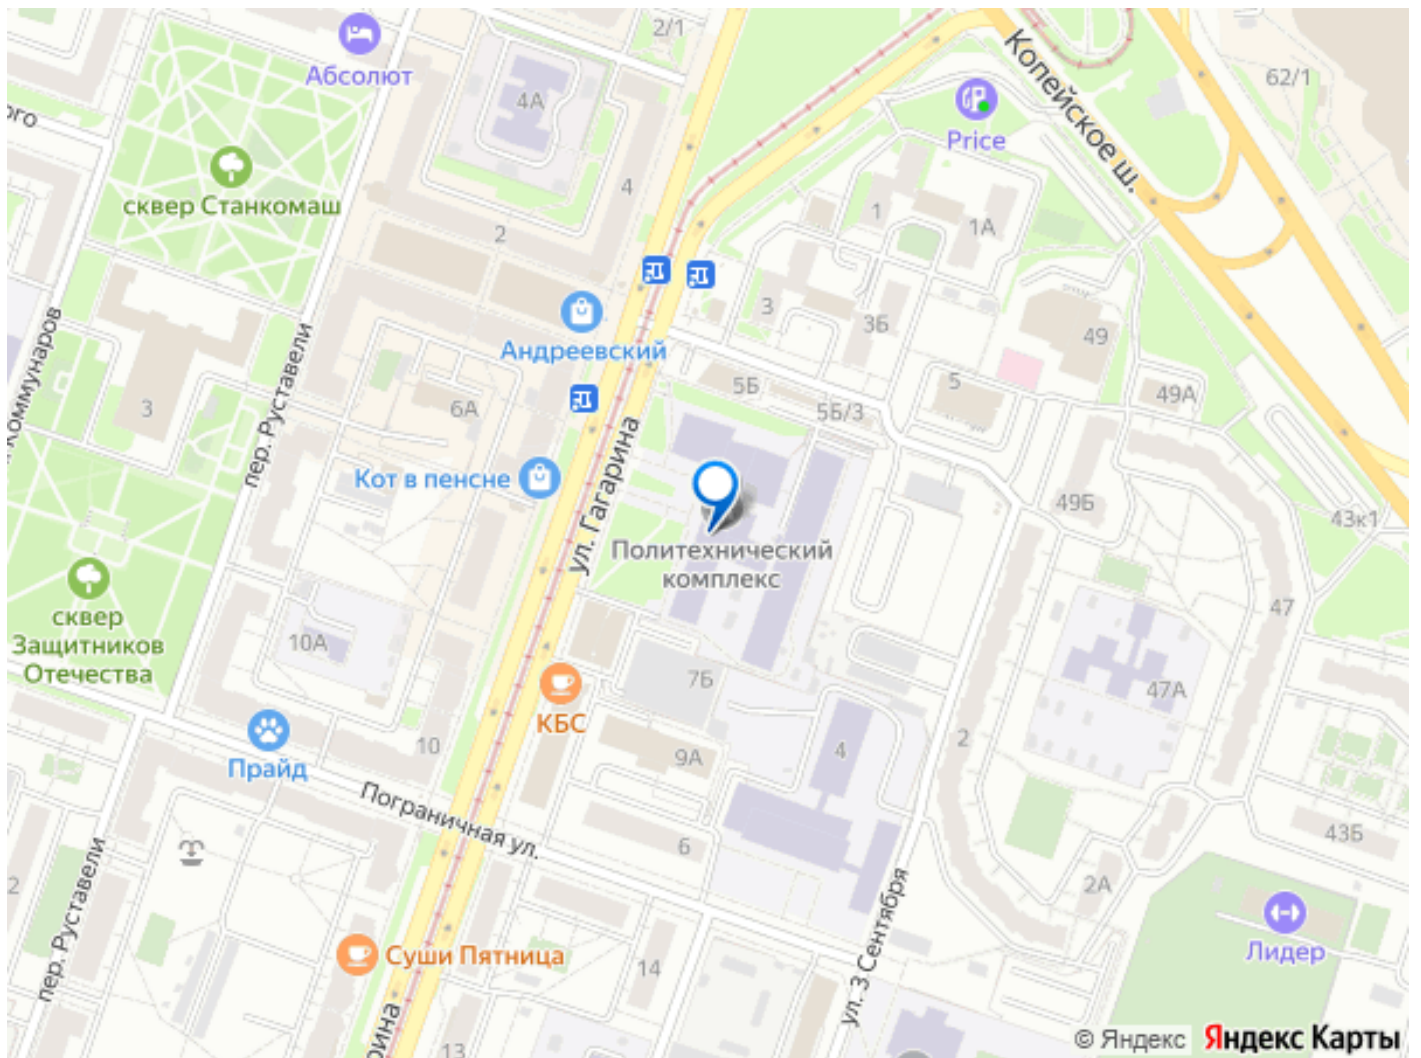 2/1
Абсолют
4А
Копейское ш.
62/1
ого
Price
сквер Станкомаш
4
1
1А
2
3
3Б
49
Андреевский
коммунаров
пер. Руставели
5Б
5
49А
3
6А
5Б/3
ул. Гагарина
Кот в пенсне
49Б
43к1
Политехнический
комплекс
сквер
Защитников
Отечества
47
10А
7Б
47А
КБС
10
9А
4
2
Прайд
Пограничная ул.
43Б
6
пер. Руставели
2
2А
ул. 3 Сентября
Лидер
Суши Пятница
14
рина
13
© Яндекс Яндекс Карты